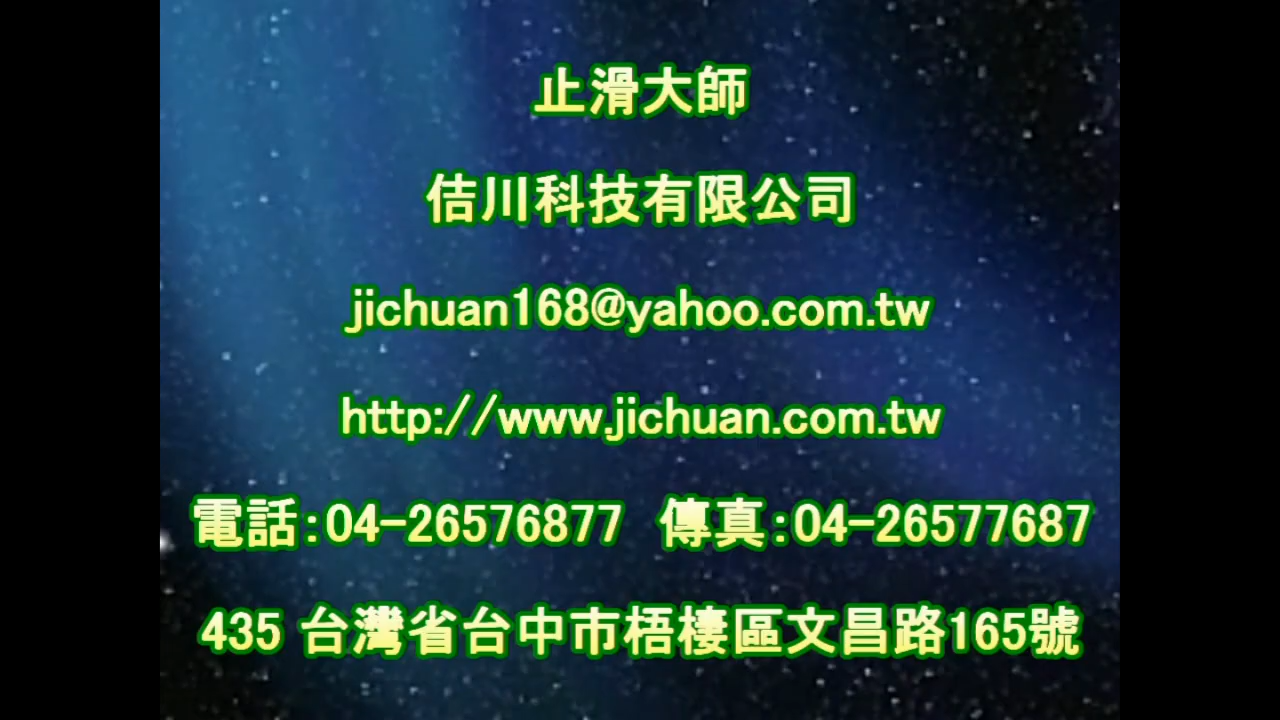 止滑大師
佶川科技有限公司
jichuan168@yahoo.com.tw
http://www.jichuan.com.tw
電話:04-26576877 傳真:04-26577687
435 台灣省台中市梧棲區文昌路165號